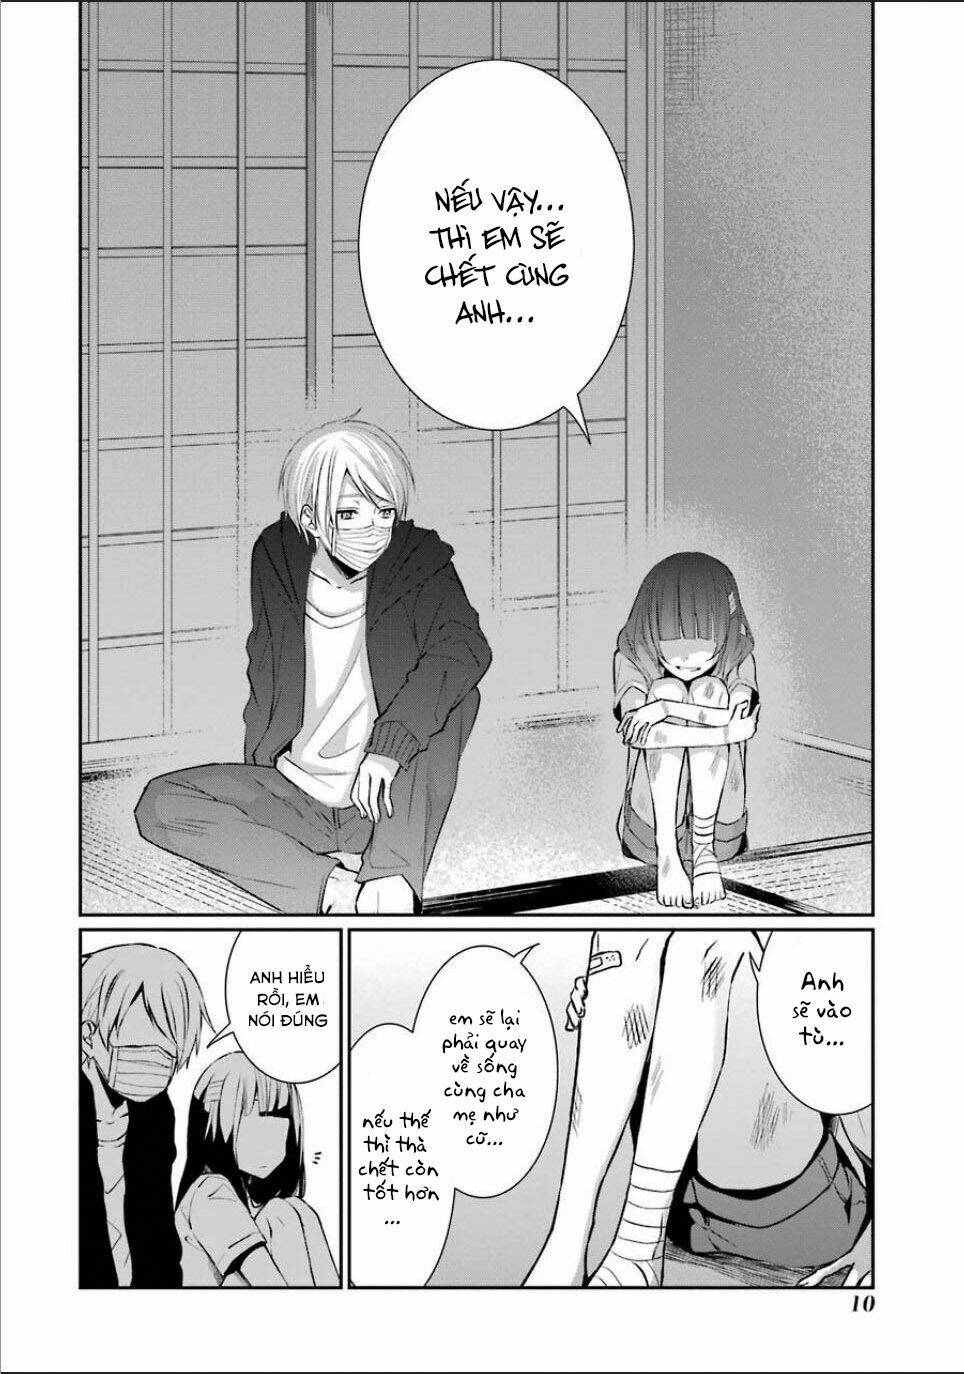 NẾU VẬY...
THÌ EM SẼ
CHẾT CÙNG
ANH...
Anh
sẽ vào
tù...
em sẽ lại
phải quay
về sống
cùng cha
mẹ như
cũ...
nếu thế
thì thà
chết còn
tốt hơn
...
ANH HIỂU
RỒI, EM
NÓI ĐÚNG
10